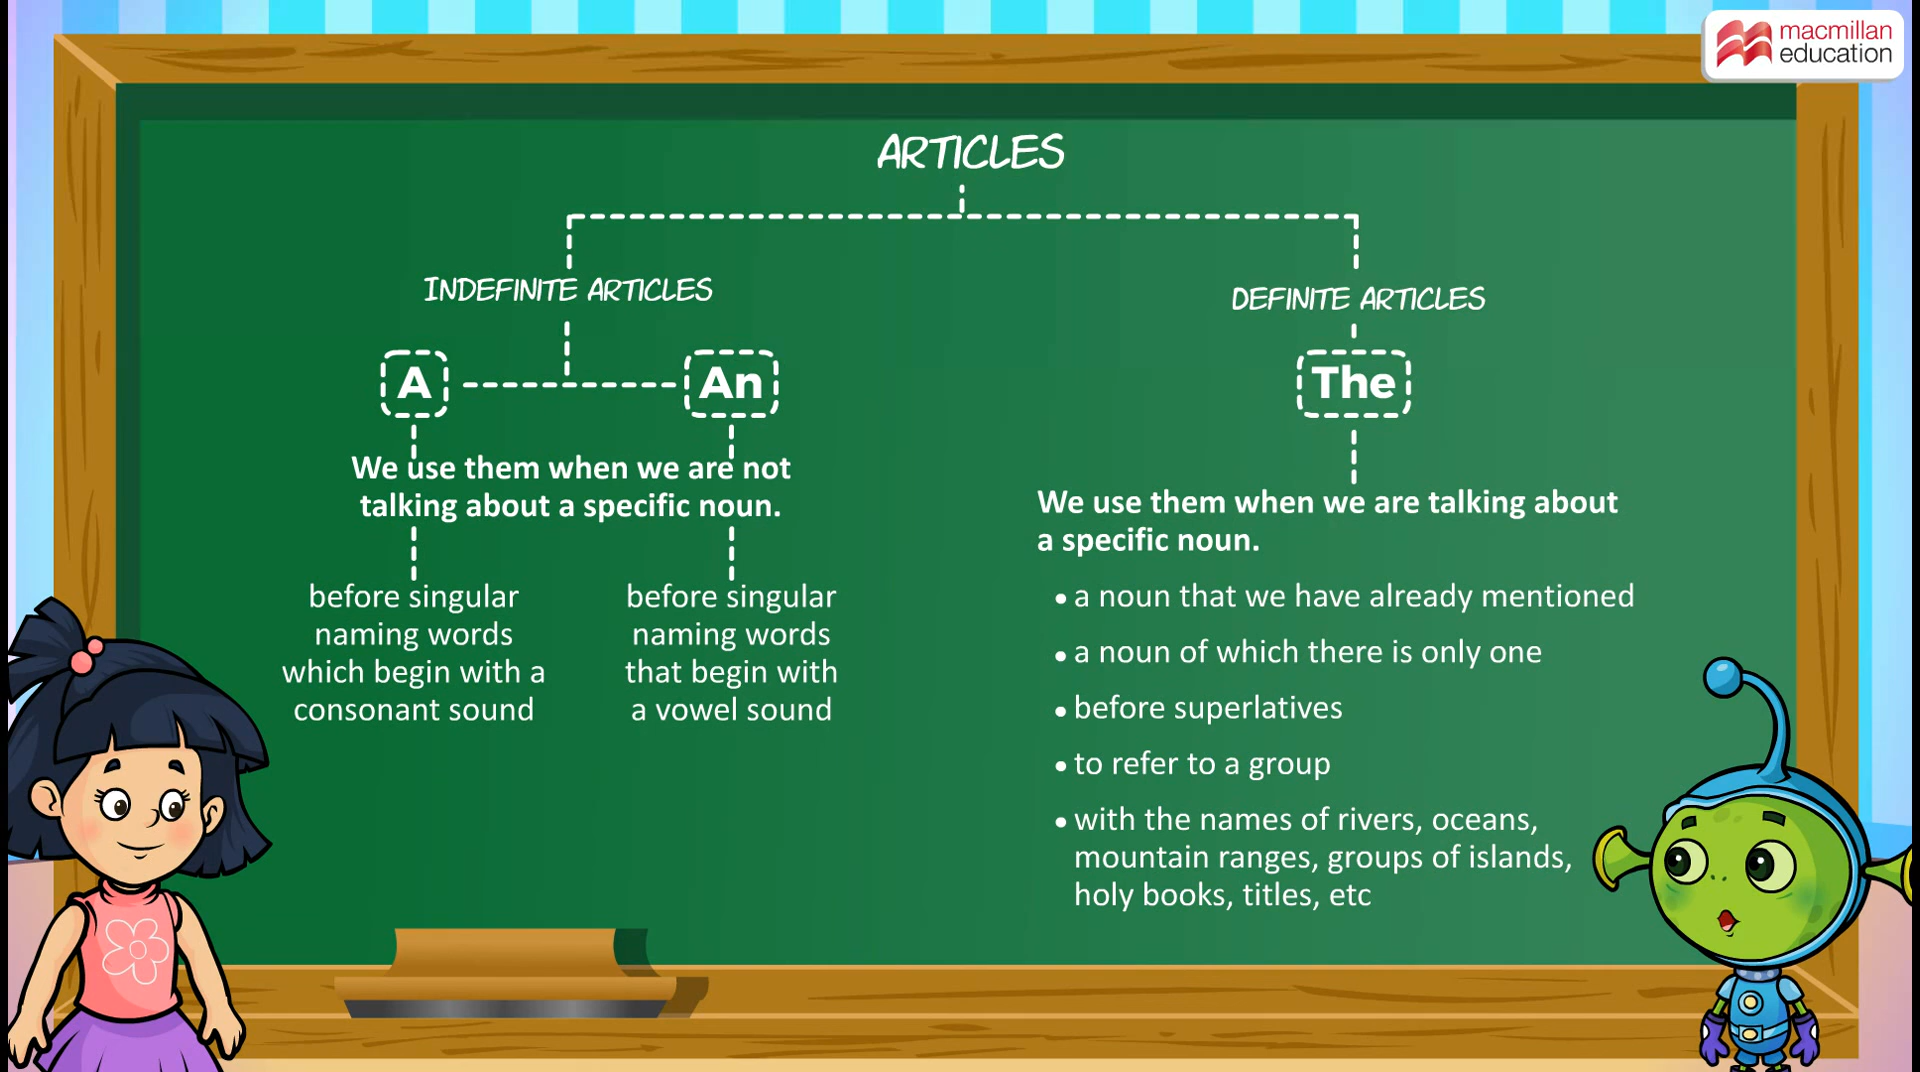 macmillan
education
ARTICLES
INDEFINITE ARTICLES
A
An
We use them when we are not
talking about a specific noun.
before singular
naming words
which begin with a
consonant sound
before singular
naming words
that begin with
a vowel sound
DEFINITE ARTICLES
The
We use them when we are talking about
a specific noun.
• a noun that we have already mentioned
• a noun of which there is only one
• before superlatives
• to refer to a group
• with the names of rivers, oceans,
mountain ranges, groups of islands,
holy books, titles, etc